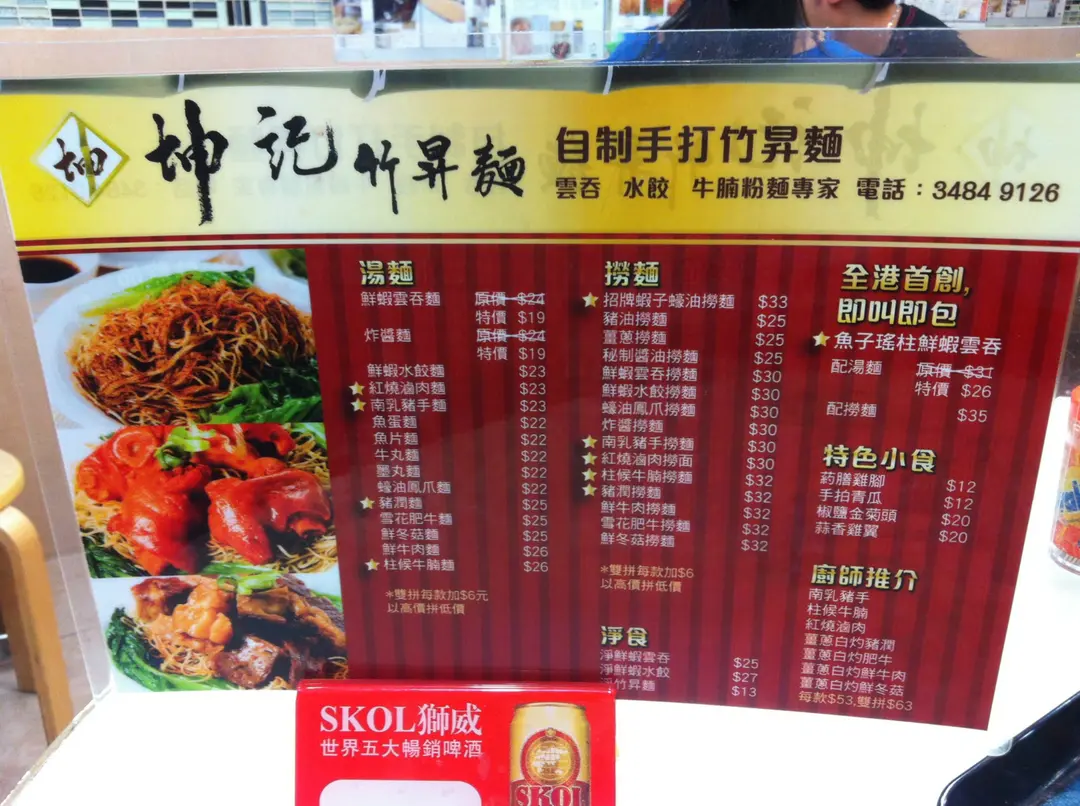 坤
坤記竹昇麵
自制手打竹昇麵
雲吞 水餃 牛腩粉麵專家 電話：3484 9126
湯麵
鮮蝦雲吞麵 原價 $24
特價 $19
炸醬麵 原價 $24
特價 $19
鮮蝦水餃麵 $23
紅燒滷肉麵 $23
南乳豬手麵 $23
魚蛋麵 $22
魚片麵 $22
牛丸麵 $22
墨丸麵 $22
蠔油鳳爪麵 $22
豬潤麵 $25
雪花肥牛麵 $25
鮮冬菇麵 $25
鮮牛肉麵 $26
柱候牛腩麵 $26
*雙拼每款加$6元
以高價拼低價
撈麵
招牌蝦子蠔油撈麵 $33
豬油撈麵 $25
薑蔥撈麵 $25
秘制醬油撈麵 $25
鮮蝦雲吞撈麵 $30
鮮蝦水餃撈麵 $30
蠔油鳳爪撈麵 $30
炸醬撈麵 $30
南乳豬手撈麵 $30
紅燒滷肉撈面 $30
柱候牛腩撈麵 $32
豬潤撈麵 $32
鮮牛肉撈麵 $32
雪花肥牛撈麵 $32
鮮冬菇撈麵 $32
*雙拼每款加$6
以高價拼低價
淨食
淨鮮蝦雲吞 $25
淨鮮蝦水餃 $27
淨竹昇麵 $13
全港首創,
即叫即包
魚子瑤柱鮮蝦雲吞
配湯麵 原價 $31
特價 $26
配撈麵 $35
特色小食
葯膳雞腳 $12
手拍青瓜 $12
椒鹽金菊頭 $20
蒜香雞翼 $20
廚師推介
南乳豬手
柱候牛腩
紅燒滷肉
薑蔥白灼豬潤
薑蔥白灼肥牛
薑蔥白灼鮮牛肉
薑蔥白灼鮮冬菇
每款$53,雙拼$63
SKOL獅威
世界五大暢銷啤酒
SKOL